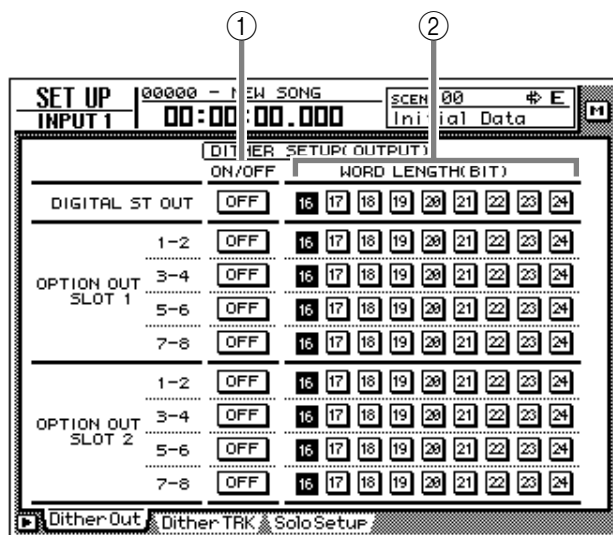 ① ②
SET UP 00000 - NEW SONG SCEN 00 E M
INPUT 1 00:00:00.000 Initial Data
DITHER SETUP(OUTPUT)
ON/OFF WORD LENGTH(BIT)
DIGITAL ST OUT OFF 16 17 18 19 20 21 22 23 24
1-2 OFF 16 17 18 19 20 21 22 23 24
OPTION OUT 3-4 OFF 16 17 18 19 20 21 22 23 24
SLOT 1 5-6 OFF 16 17 18 19 20 21 22 23 24
7-8 OFF 16 17 18 19 20 21 22 23 24
1-2 OFF 16 17 18 19 20 21 22 23 24
OPTION OUT 3-4 OFF 16 17 18 19 20 21 22 23 24
SLOT 2 5-6 OFF 16 17 18 19 20 21 22 23 24
7-8 OFF 16 17 18 19 20 21 22 23 24
Dither Out Dither TRK Solo Setup